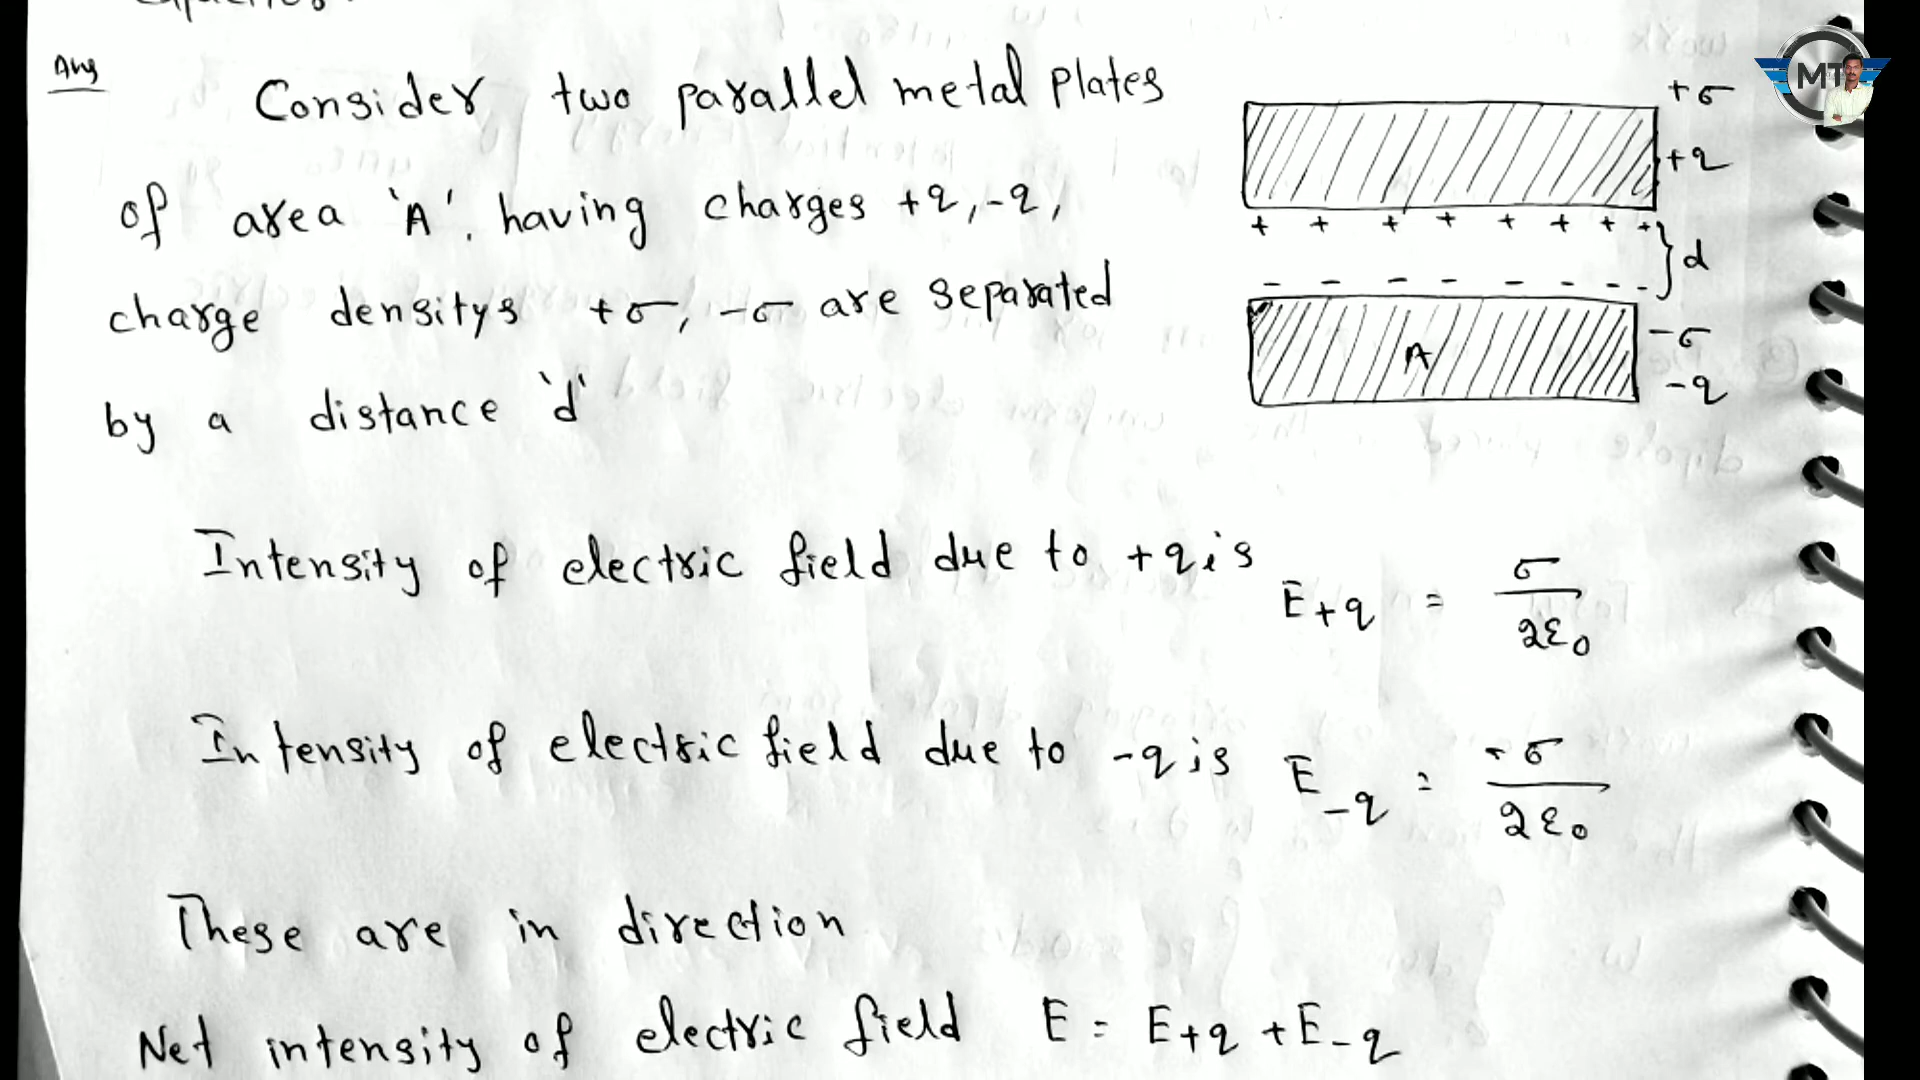 Ans
Consider two parallel metal plates
of area 'A', having charges +q, -q,
charge densitys +σ, -σ are separated
by a distance 'd'
+σ
+q
+ + + + + + + +
d
- - - - - - - -
A
-σ
-q
Intensity of electric field due to +q is E+q = σ/2ε₀
Intensity of electric field due to -q is E-q = -σ/2ε₀
These are in direction
Net intensity of electric field E = E+q + E-q
MT